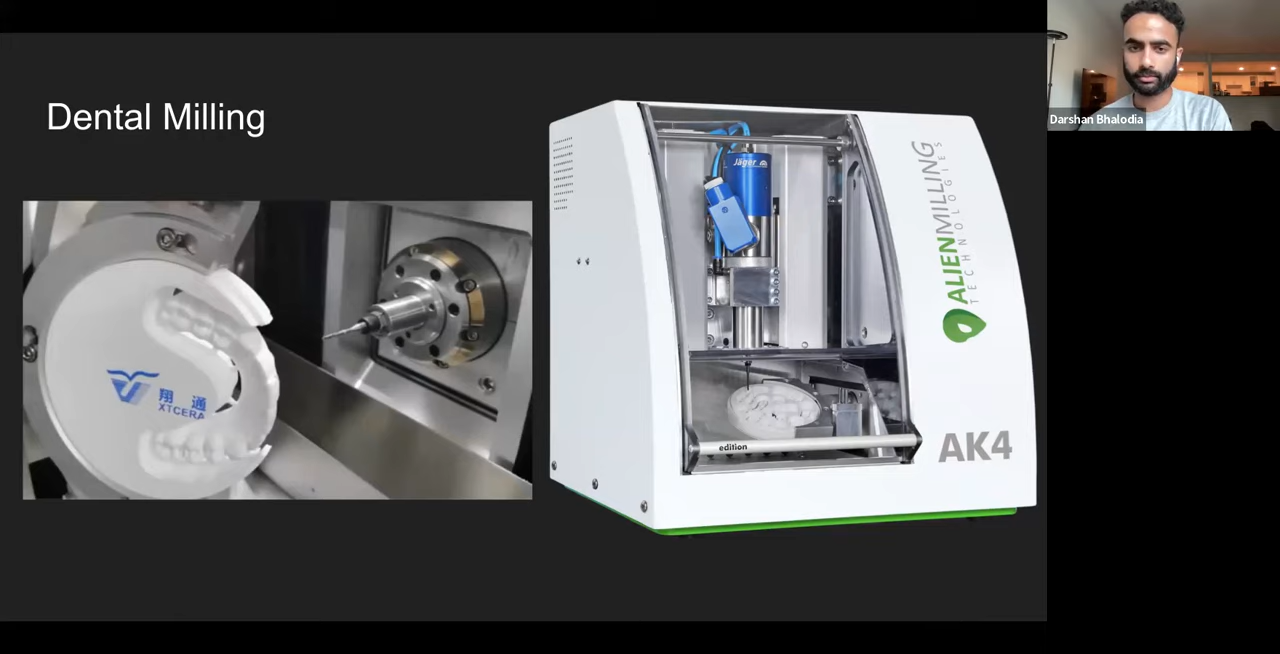 Dental Milling
翔 通
XTCERA
Jäger
ALIENMILLING
TECHNOLOGIES
edition
AK4
Darshan Bhalodia